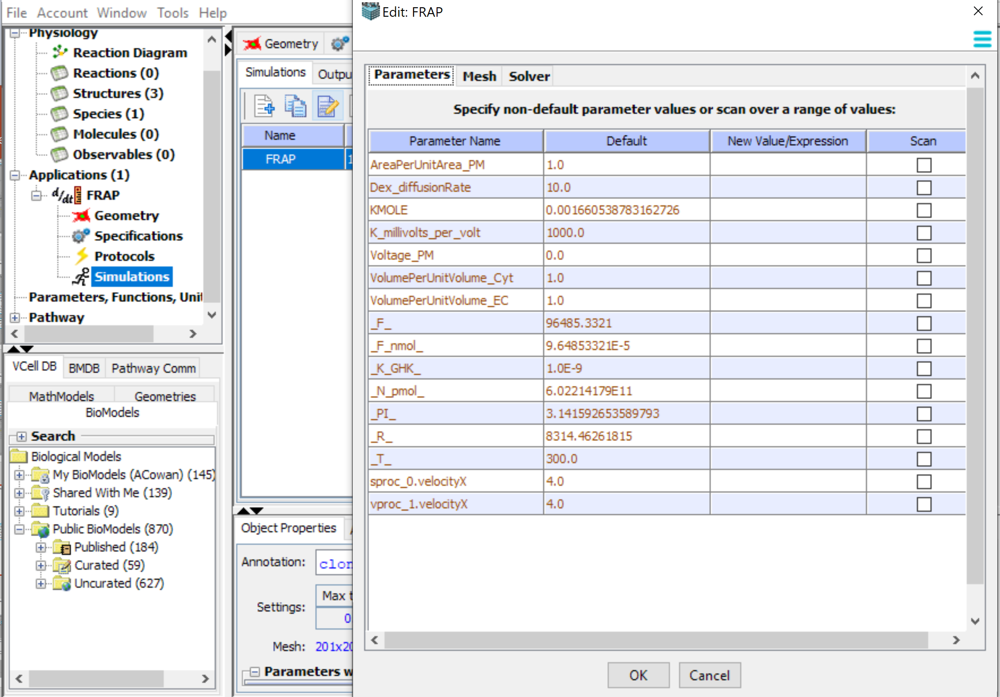 File Account Window Tools Help
Physiology
Reaction Diagram
Reactions (0)
Structures (3)
Species (1)
Molecules (0)
Observables (0)
Applications (1)
d/dt FRAP
Geometry
Specifications
Protocols
Simulations
Parameters, Functions, Unit
Pathway
VCell DB BMDB Pathway Comm
MathModels Geometries
BioModels
Search
Biological Models
My BioModels (ACowan) (145)
Shared With Me (139)
Tutorials (9)
Public BioModels (870)
Published (184)
Curated (59)
Uncurated (627)
Geometry
Simulations Outpu
Name
FRAP 1
Object Properties
Annotation: clon
Settings: Max t
0
Mesh: 201x20
Parameters w
Edit: FRAP
Parameters Mesh Solver
Specify non-default parameter values or scan over a range of values:
Parameter Name Default New Value/Expression Scan
AreaPerUnitArea_PM 1.0
Dex_diffusionRate 10.0
KMOLE 0.001660538783162726
K_millivolts_per_volt 1000.0
Voltage_PM 0.0
VolumePerUnitVolume_Cyt 1.0
VolumePerUnitVolume_EC 1.0
_F_ 96485.3321
_F_nmol_ 9.64853321E-5
_K_GHK_ 1.0E-9
_N_pmol_ 6.02214179E11
_PI_ 3.141592653589793
_R_ 8314.46261815
_T_ 300.0
sproc_0.velocityX 4.0
vproc_1.velocityX 4.0
OK Cancel